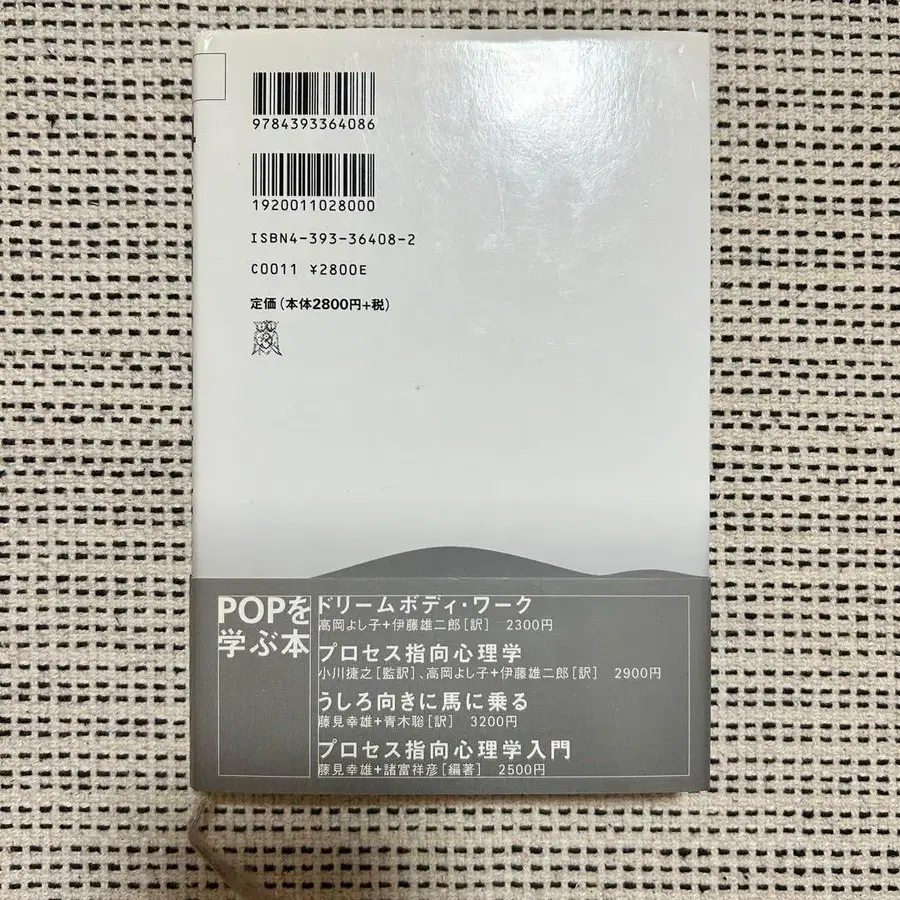 9784393364086
1920011028000
ISBN4-393-36408-2
C0011 ¥2800E
定価(本体2800円+税)
POPを
学ぶ本
ドリームボディ・ワーク
高岡よし子+伊藤雄二郎[訳] 2300円
プロセス指向心理学
小川捷之[監訳]、高岡よし子+伊藤雄二郎[訳] 2900円
うしろ向きに馬に乗る
藤見幸雄+青木聡[訳] 3200円
プロセス指向心理学入門
藤見幸雄+諸富祥彦[編著] 2500円